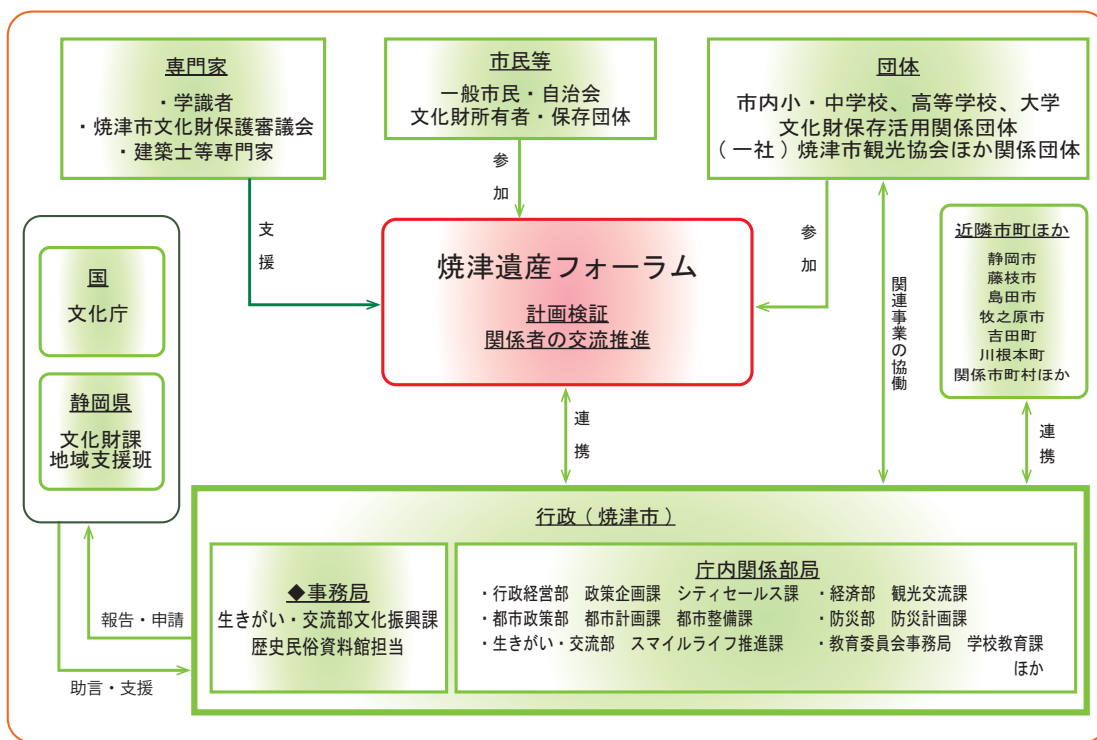 専門家
・学識者
・焼津市文化財保護審議会
・建築士等専門家
市民等
一般市民・自治会
文化財所有者・保存団体
団体
市内小・中学校、高等学校、大学
文化財保存活用関係団体
(一社)焼津市観光協会ほか関係団体
支援
参加
参加
国
文化庁
静岡県
文化財課
地域支援班
焼津遺産フォーラム
計画検証
関係者の交流推進
関連事業の協働
近隣市町ほか
静岡市
藤枝市
島田市
牧之原市
吉田町
川根本町
関係市町村ほか
連携
連携
行政(焼津市)
◆事務局
生きがい・交流部文化振興課
歴史民俗資料館担当
庁内関係部局
・行政経営部 政策企画課 シティセールス課 ・経済部 観光交流課
・都市政策部 都市計画課 都市整備課 ・防災部 防災計画課
・生きがい・交流部 スマイルライフ推進課 ・教育委員会事務局 学校教育課
ほか
報告・申請
助言・支援